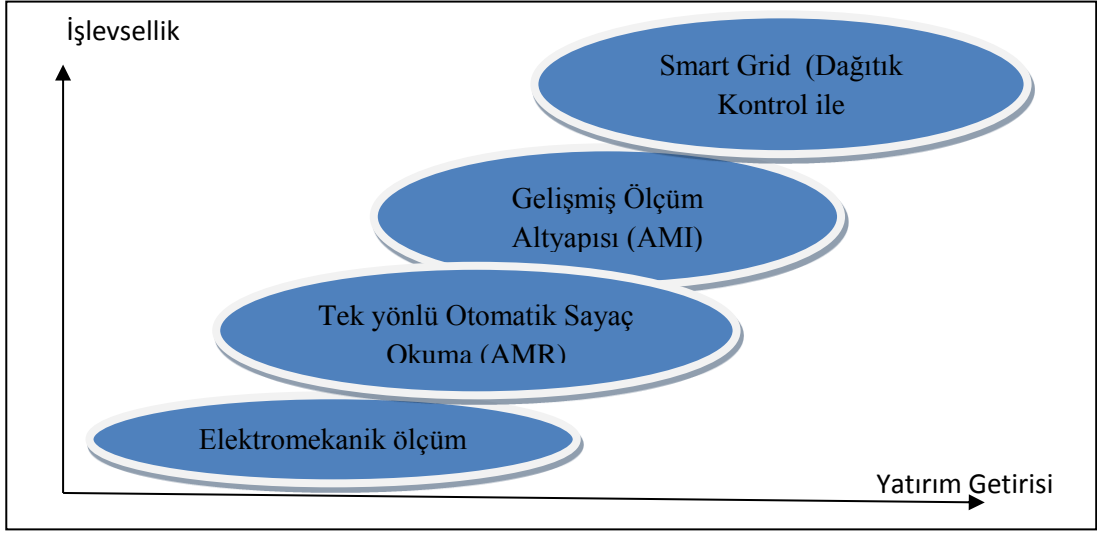 İşlevsellik
Smart Grid (Dağıtık
Kontrol ile
Gelişmiş Ölçüm
Altyapısı (AMI)
Tek yönlü Otomatik Sayaç
Okuma (AMR)
Elektromekanik ölçüm
Yatırım Getirisi